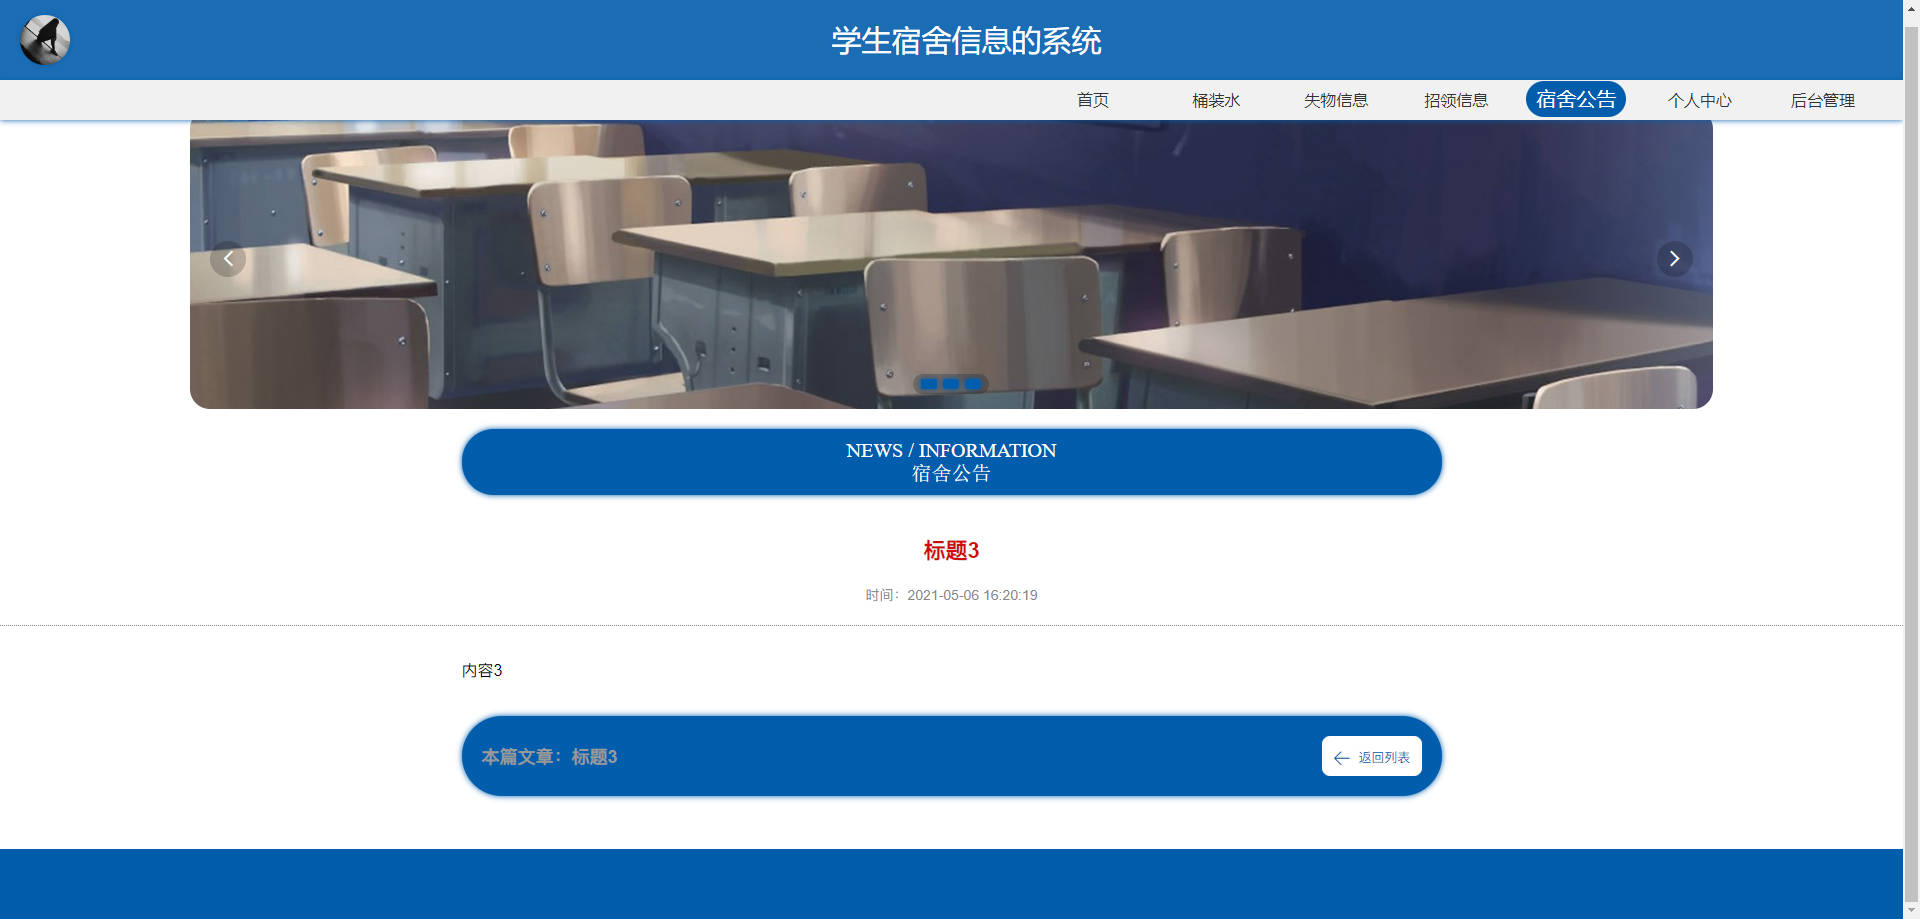 学生宿舍信息的系统
首页 桶装水 失物信息 招领信息 宿舍公告 个人中心 后台管理
NEWS / INFORMATION
宿舍公告
标题3
时间：2021-05-06 16:20:19
内容3
本篇文章：标题3
返回列表